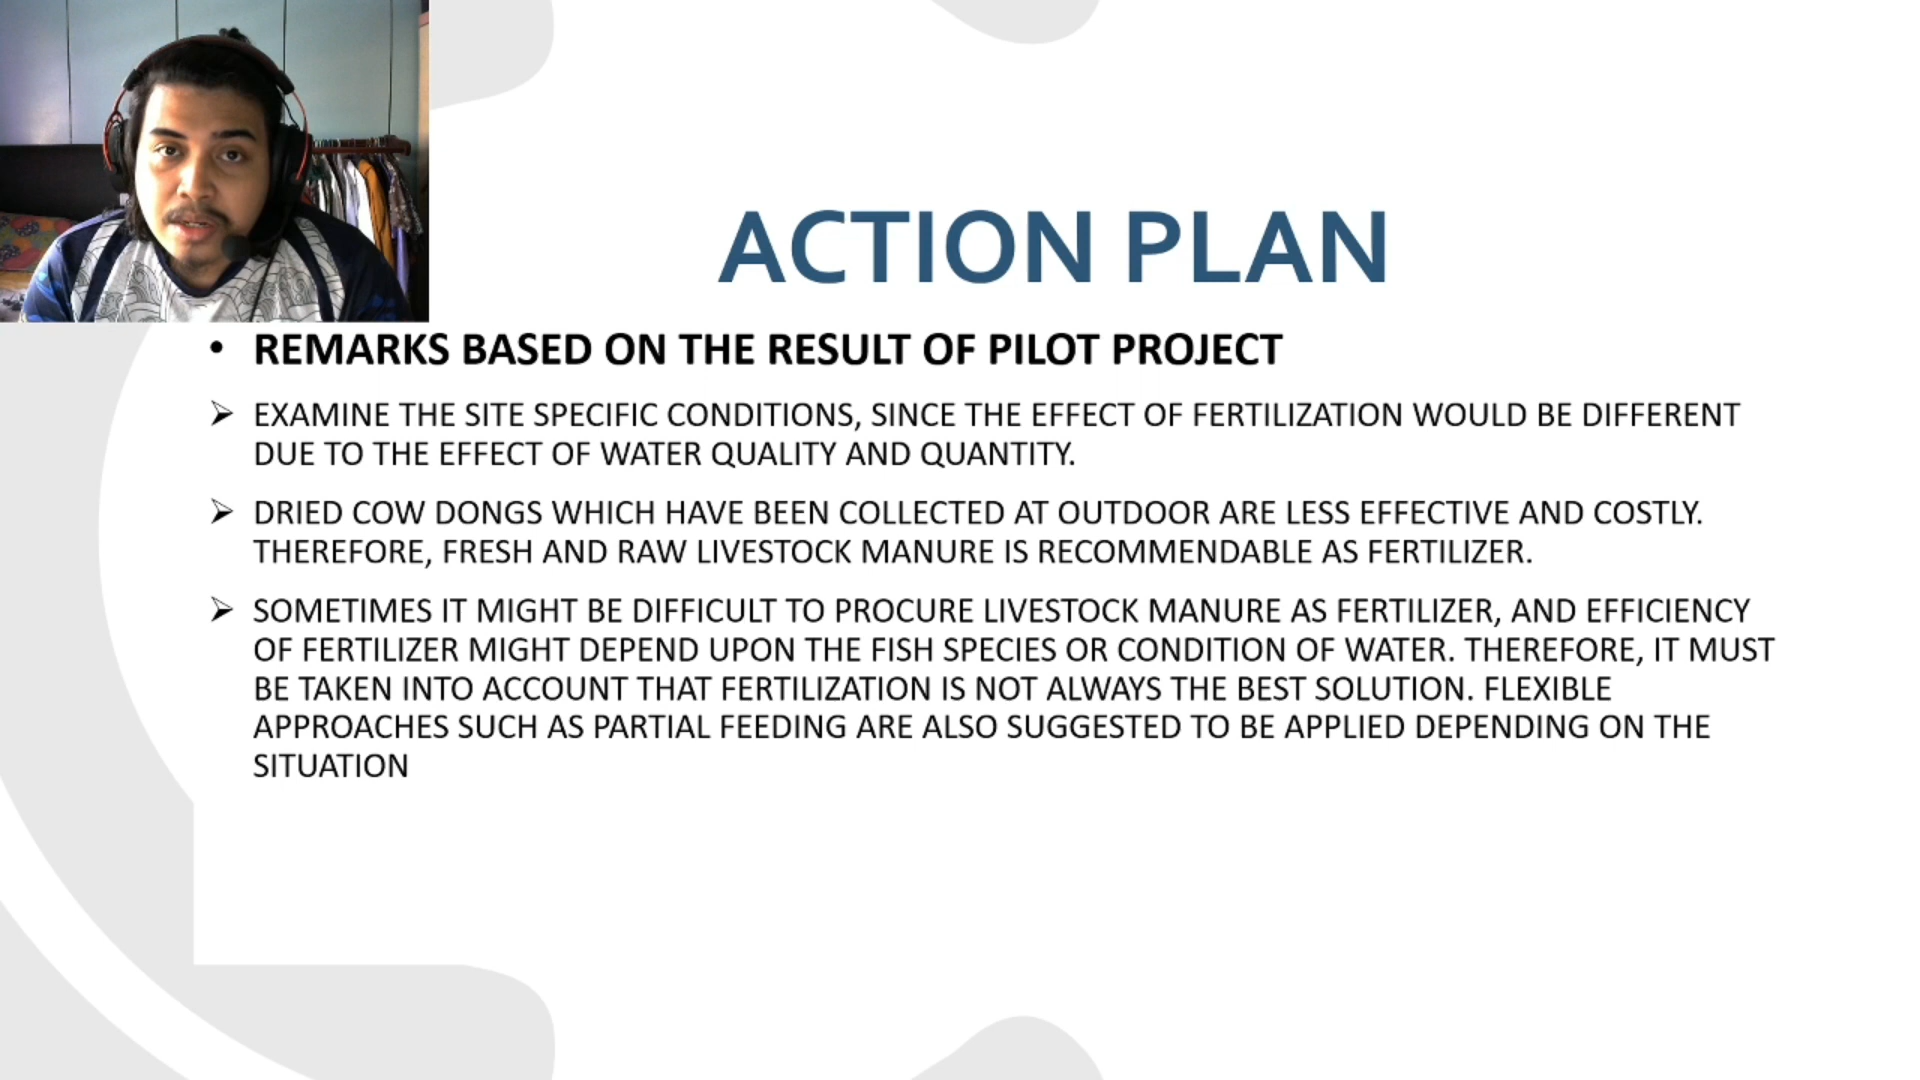 ACTION PLAN
• REMARKS BASED ON THE RESULT OF PILOT PROJECT
➢ EXAMINE THE SITE SPECIFIC CONDITIONS, SINCE THE EFFECT OF FERTILIZATION WOULD BE DIFFERENT
DUE TO THE EFFECT OF WATER QUALITY AND QUANTITY.
➢ DRIED COW DONGS WHICH HAVE BEEN COLLECTED AT OUTDOOR ARE LESS EFFECTIVE AND COSTLY.
THEREFORE, FRESH AND RAW LIVESTOCK MANURE IS RECOMMENDABLE AS FERTILIZER.
➢ SOMETIMES IT MIGHT BE DIFFICULT TO PROCURE LIVESTOCK MANURE AS FERTILIZER, AND EFFICIENCY
OF FERTILIZER MIGHT DEPEND UPON THE FISH SPECIES OR CONDITION OF WATER. THEREFORE, IT MUST
BE TAKEN INTO ACCOUNT THAT FERTILIZATION IS NOT ALWAYS THE BEST SOLUTION. FLEXIBLE
APPROACHES SUCH AS PARTIAL FEEDING ARE ALSO SUGGESTED TO BE APPLIED DEPENDING ON THE
SITUATION